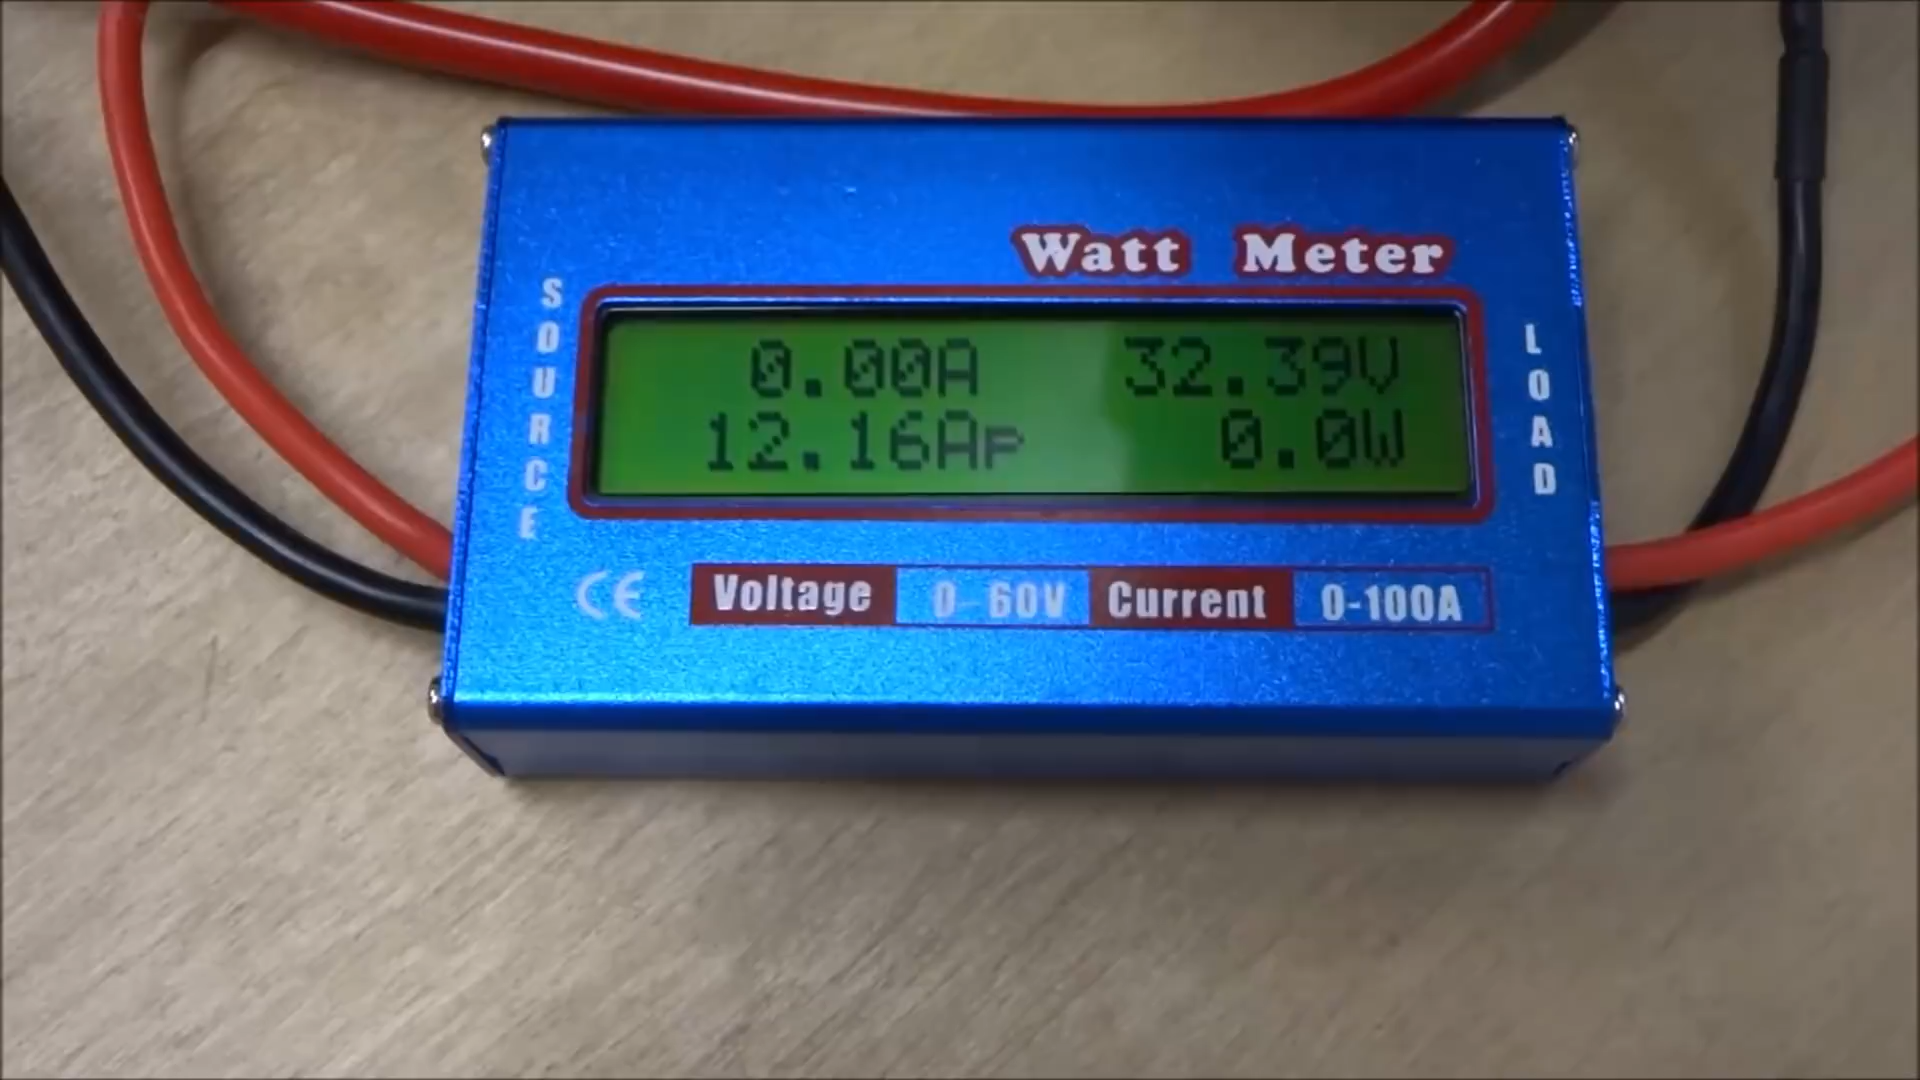 Watt Meter
SOURCE
0.00A 32.39V
12.16Ap 0.0W
LOAD
CE Voltage 0-60V Current 0-100A